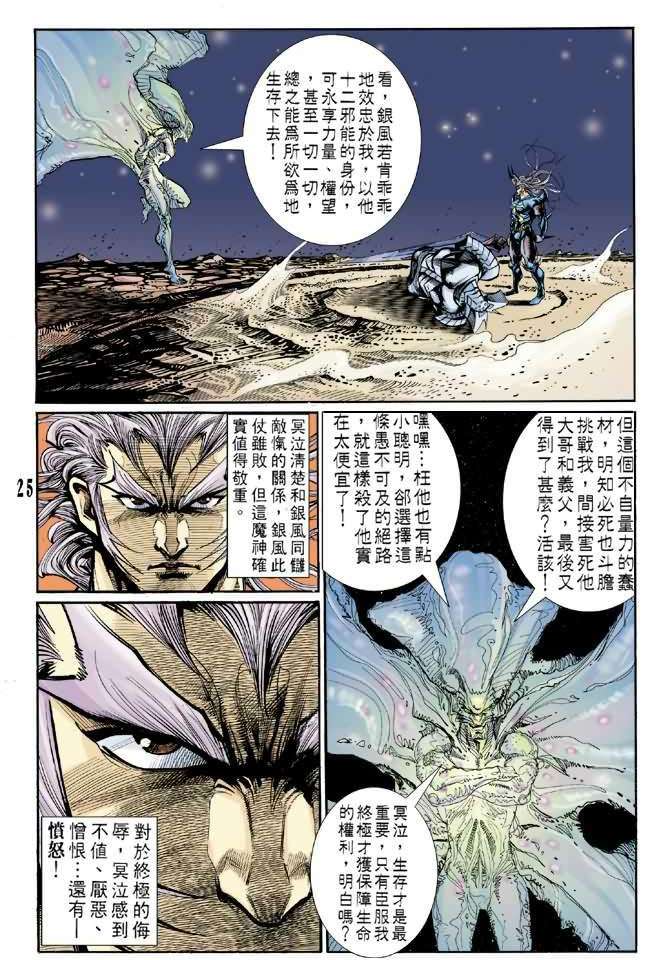 看，銀風若肯乖乖
地效忠於我，以他
十二邪能的身份，
可永享力量、權望
，甚至一切一切，
總之能為所欲為地
生存下去！
但這個不自量力的蠢
材，明知必死也斗膽
挑戰我，間接害死他
大哥和義父，最後又
得到了甚麼？活該！
嘿嘿…枉他也有點
小聰明，卻選擇這
條愚不可及的絕路
，就這樣殺了他實
在太便宜了！
冥泣清楚和銀風同讎
敵愾的關係，銀風此
仗雖敗，但這魔神確
實值得敬重。
25
冥泣，生存才是最
重要，只有臣服我
終極才獲保障生命
的權利，明白嗎？
對於終極的侮
辱，冥泣感到
不值、厭惡、
憎恨…還有—
憤怒！